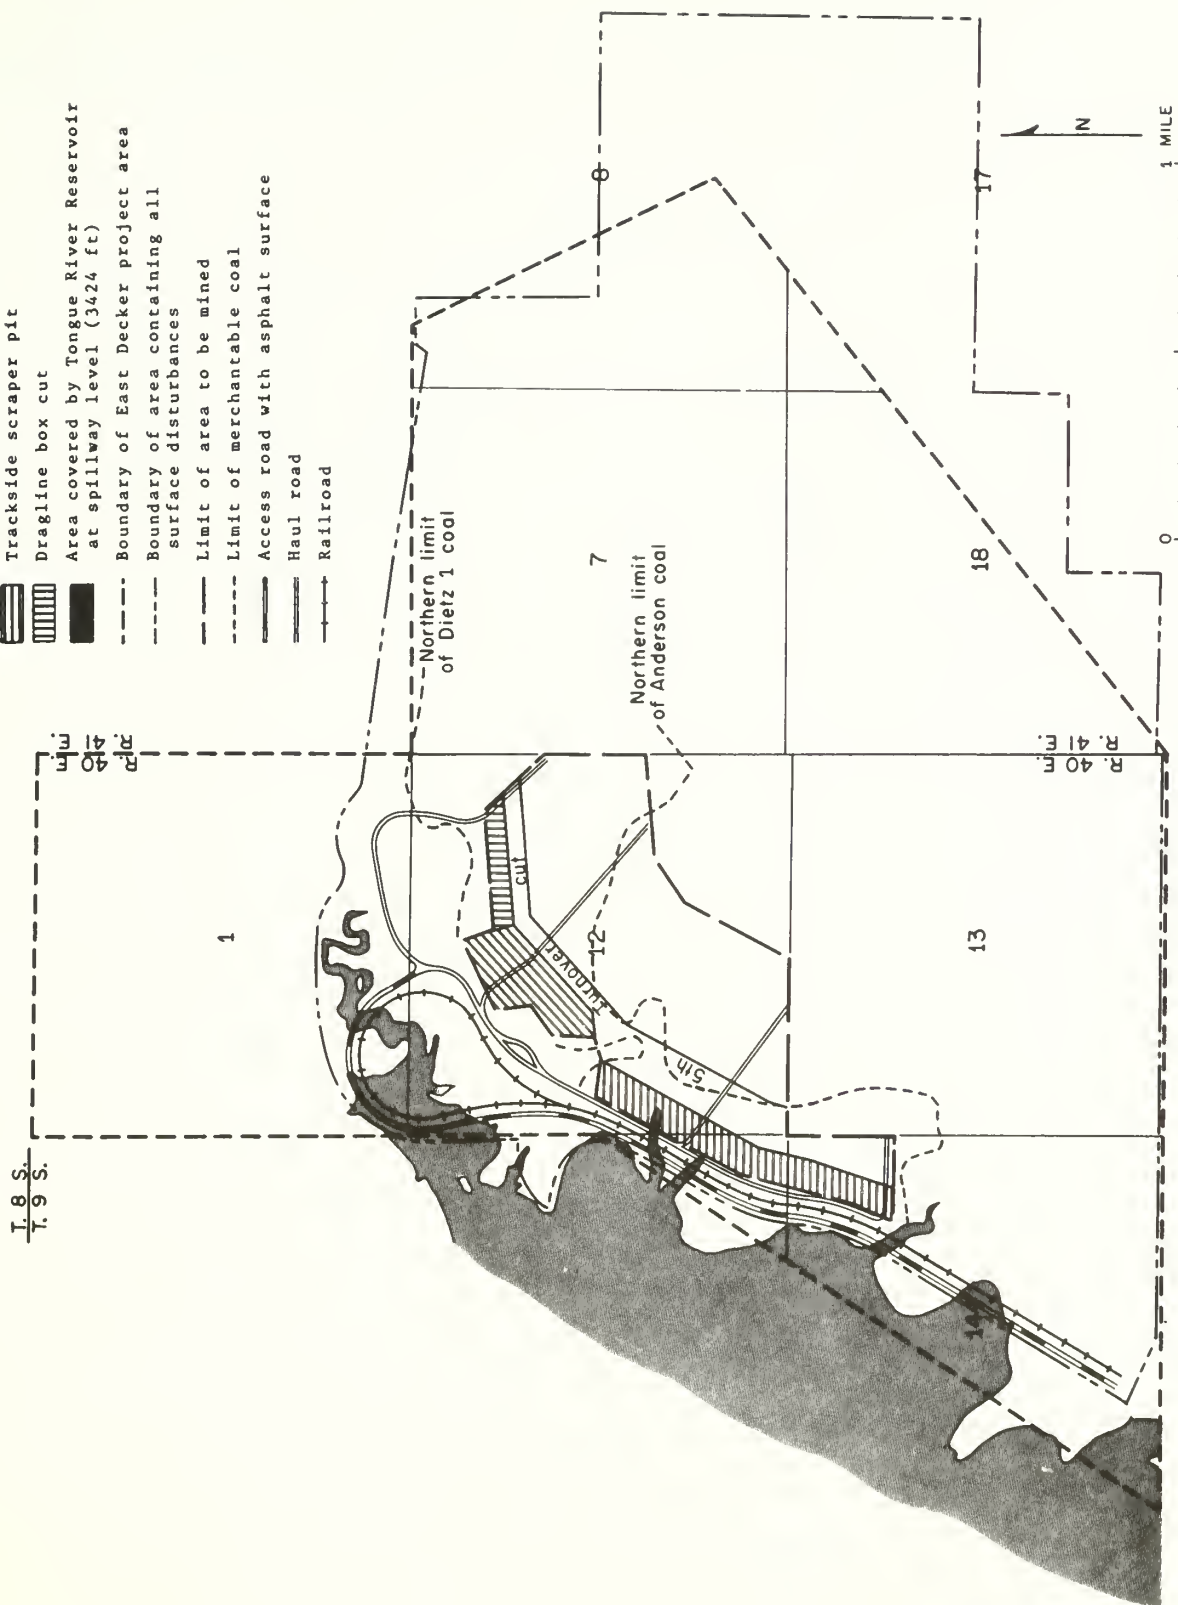 Trackside scraper pit
Dragline box cut
Area covered by Tongue River Reservoir
at spillway level (3424 ft)
Boundary of East Decker project area
Boundary of area containing all
surface disturbances
Limit of area to be mined
Limit of merchantable coal
Access road with asphalt surface
Haul road
Railroad
T. 8 S.
T. 9 S.
R. 40 E.
R. 41 E.
1
Northern limit
of Dietz 1 coal
8
7
Northern limit
of Anderson coal
12
5th
turnover
cut
17
18
13
14
R. 40 E.
R. 41 E.
N
0
1 MILE